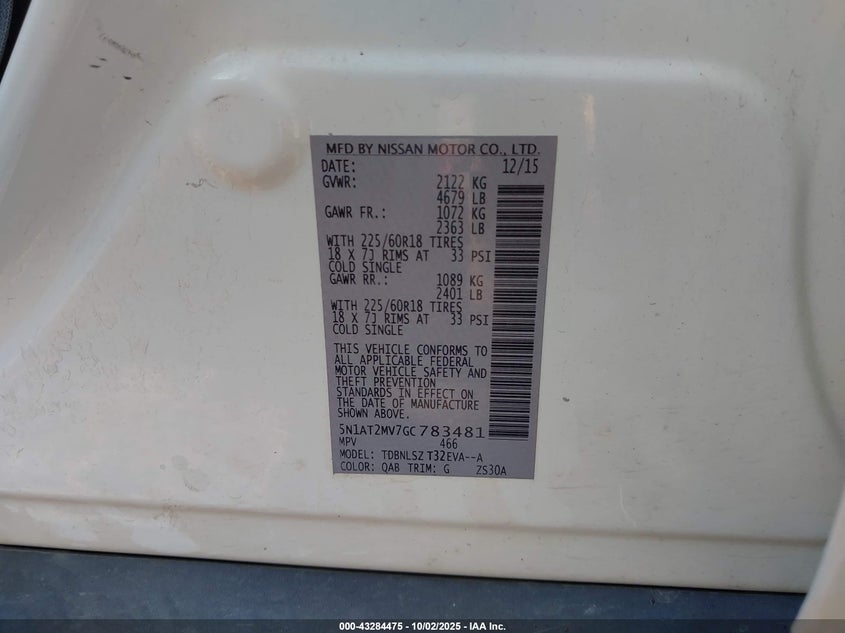 MFD BY NISSAN MOTOR CO., LTD.
DATE: 12/15
GVWR: 2122 KG
4679 LB
GAWR FR.: 1072 KG
2363 LB
WITH 225/60R18 TIRES
18 X 7J RIMS AT 33 PSI
COLD SINGLE
GAWR RR.: 1089 KG
2401 LB
WITH 225/60R18 TIRES
18 X 7J RIMS AT 33 PSI
COLD SINGLE
THIS VEHICLE CONFORMS TO
ALL APPLICABLE FEDERAL
MOTOR VEHICLE SAFETY AND
THEFT PREVENTION
STANDARDS IN EFFECT ON
THE DATE OF MANUFACTURE
SHOWN ABOVE.
5N1AT2MV7GC783481
MPV 466
MODEL: TDBNLSZ T32EVA--A
COLOR: QAB TRIM: G ZS30A
000-43284475 - 10/02/2025 - IAA Inc.